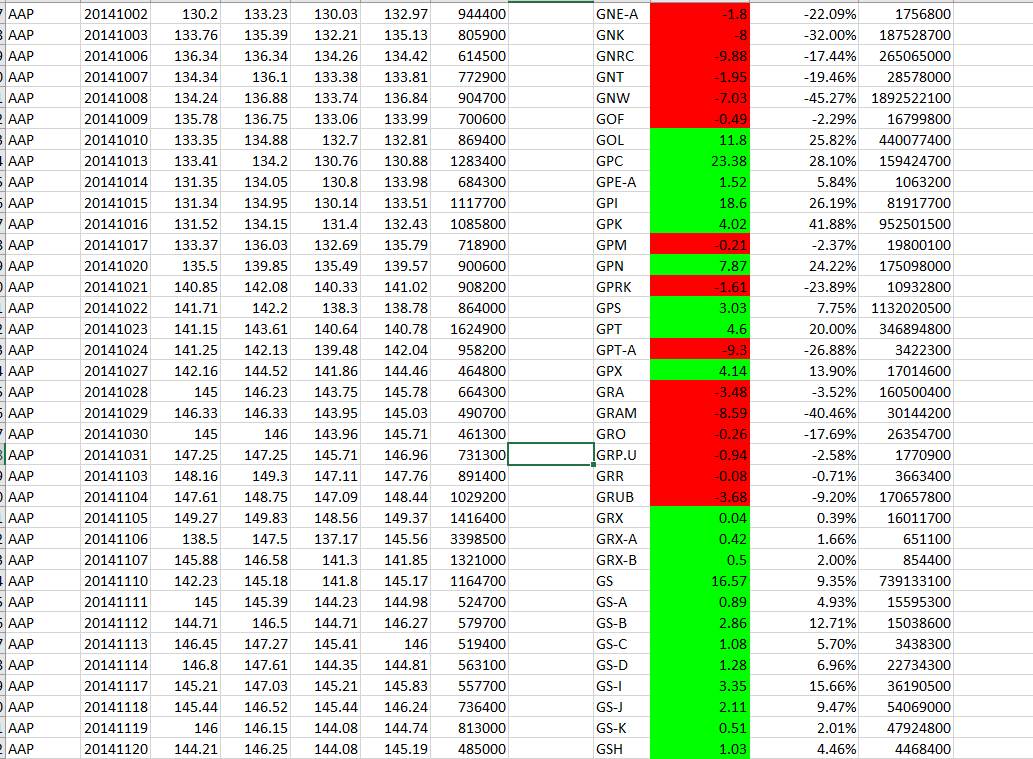 AAP 20141002 130.2 133.23 130.03 132.97 944400 GNE-A -1.8 -22.09% 1756800
AAP 20141003 133.76 135.39 132.21 135.13 805900 GNK -8 -32.00% 187528700
AAP 20141006 136.34 136.34 134.26 134.42 614500 GNRC -9.88 -17.44% 265065000
AAP 20141007 134.34 136.1 133.38 133.81 772900 GNT -1.95 -19.46% 28578000
AAP 20141008 134.24 136.88 133.74 136.84 904700 GNW -7.03 -45.27% 1892522100
AAP 20141009 135.78 136.75 133.06 133.99 700600 GOF -0.49 -2.29% 16799800
AAP 20141010 133.35 134.88 132.7 132.81 869400 GOL 11.8 25.82% 440077400
AAP 20141013 133.41 134.2 130.76 130.88 1283400 GPC 23.38 28.10% 159424700
AAP 20141014 131.35 134.05 130.8 133.98 684300 GPE-A 1.52 5.84% 1063200
AAP 20141015 131.34 134.95 130.14 133.51 1117700 GPI 18.6 26.19% 81917700
AAP 20141016 131.52 134.15 131.4 132.43 1085800 GPK 4.02 41.88% 952501500
AAP 20141017 133.37 136.03 132.69 135.79 718900 GPM -0.21 -2.37% 19800100
AAP 20141020 135.5 139.85 135.49 139.57 900600 GPN 7.87 24.22% 175098000
AAP 20141021 140.85 142.08 140.33 141.02 908200 GPRK -1.61 -23.89% 10932800
AAP 20141022 141.71 142.2 138.3 138.78 864000 GPS 3.03 7.75% 1132020500
AAP 20141023 141.15 143.61 140.64 140.78 1624900 GPT 4.6 20.00% 346894800
AAP 20141024 141.25 142.13 139.48 142.04 958200 GPT-A -9.3 -26.88% 3422300
AAP 20141027 142.16 144.52 141.86 144.46 464800 GPX 4.14 13.90% 17014600
AAP 20141028 145 146.23 143.75 145.78 664300 GRA -3.48 -3.52% 160500400
AAP 20141029 146.33 146.33 143.95 145.03 490700 GRAM -8.59 -40.46% 30144200
AAP 20141030 145 146 143.96 145.71 461300 GRO -0.26 -17.69% 26354700
AAP 20141031 147.25 147.25 145.71 146.96 731300 GRP.U -0.94 -2.58% 1770900
AAP 20141103 148.16 149.3 147.11 147.76 891400 GRR -0.08 -0.71% 3663400
AAP 20141104 147.61 148.75 147.09 148.44 1029200 GRUB -3.68 -9.20% 170657800
AAP 20141105 149.27 149.83 148.56 149.37 1416400 GRX 0.04 0.39% 16011700
AAP 20141106 138.5 147.5 137.17 145.56 3398500 GRX-A 0.42 1.66% 651100
AAP 20141107 145.88 146.58 141.3 141.85 1321000 GRX-B 0.5 2.00% 854400
AAP 20141110 142.23 145.18 141.8 145.17 1164700 GS 16.57 9.35% 739133100
AAP 20141111 145 145.39 144.23 144.98 524700 GS-A 0.89 4.93% 15595300
AAP 20141112 144.71 146.5 144.71 146.27 579700 GS-B 2.86 12.71% 15038600
AAP 20141113 146.45 147.27 145.41 146 519400 GS-C 1.08 5.70% 3438300
AAP 20141114 146.8 147.61 144.35 144.81 563100 GS-D 1.28 6.96% 22734300
AAP 20141117 145.21 147.03 145.21 145.83 557700 GS-I 3.35 15.66% 36190500
AAP 20141118 145.44 146.52 145.44 146.24 736400 GS-J 2.11 9.47% 54069000
AAP 20141119 146 146.15 144.08 144.74 813000 GS-K 0.51 2.01% 47924800
AAP 20141120 144.21 146.25 144.08 145.19 485000 GSH 1.03 4.46% 4468400